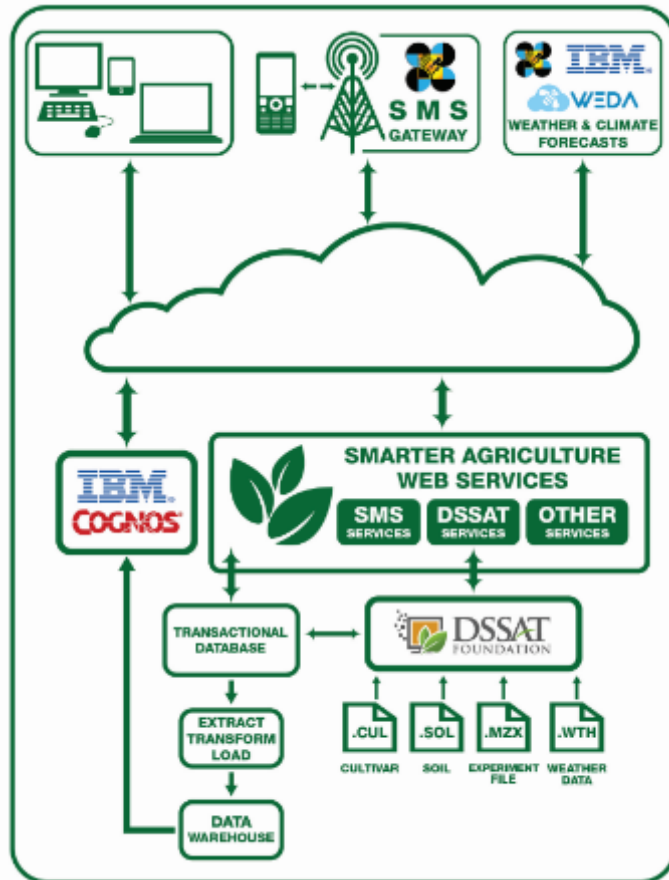 SMS
GATEWAY
IBM
WEDA
WEATHER & CLIMATE
FORECASTS
IBM
COGNOS
SMARTER AGRICULTURE
WEB SERVICES
SMS
SERVICES
DSSAT
SERVICES
OTHER
SERVICES
TRANSACTIONAL
DATABASE
DSSAT
FOUNDATION
EXTRACT
TRANSFORM
LOAD
.CUL
.SOL
.MZX
.WTH
CULTIVAR
SOIL
EXPERIMENT
FILE
WEATHER
DATA
DATA
WAREHOUSE